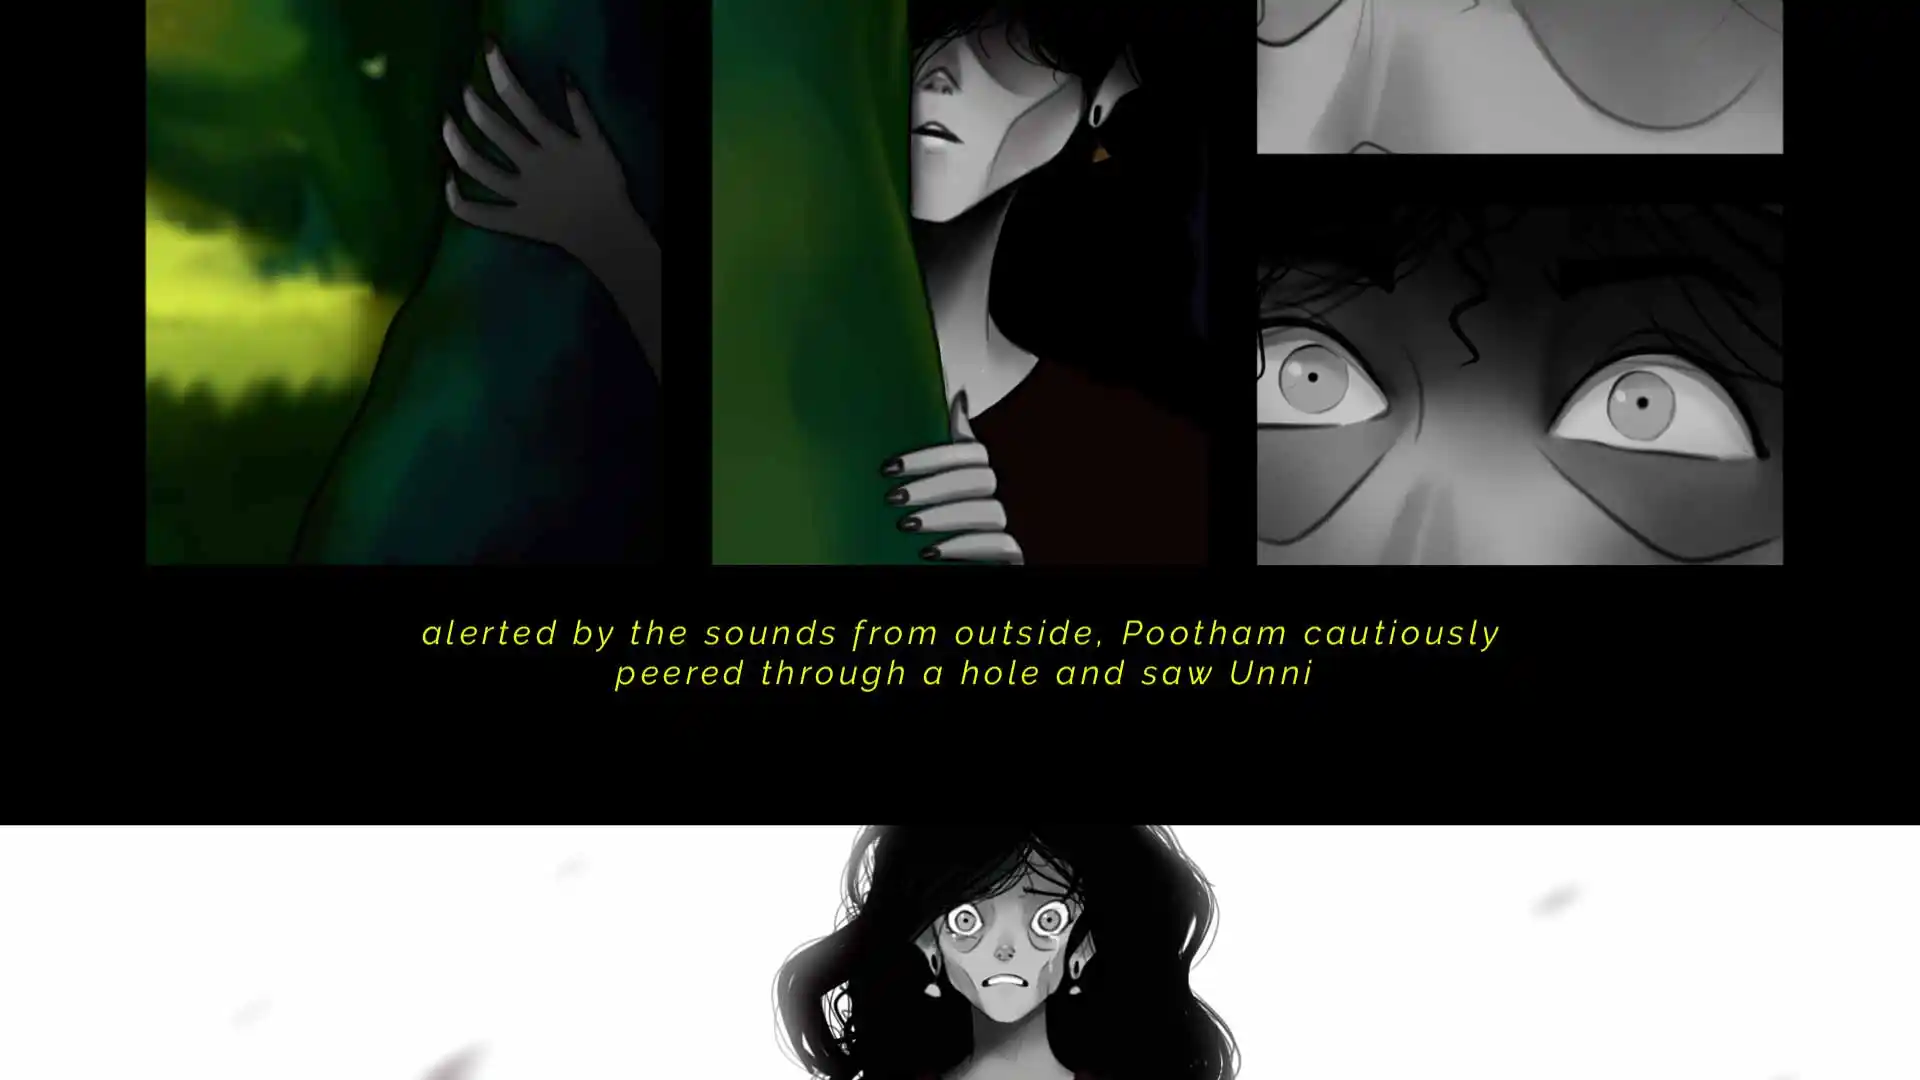 alerted by the sounds from outside, Pootham cautiously
peered through a hole and saw Unni